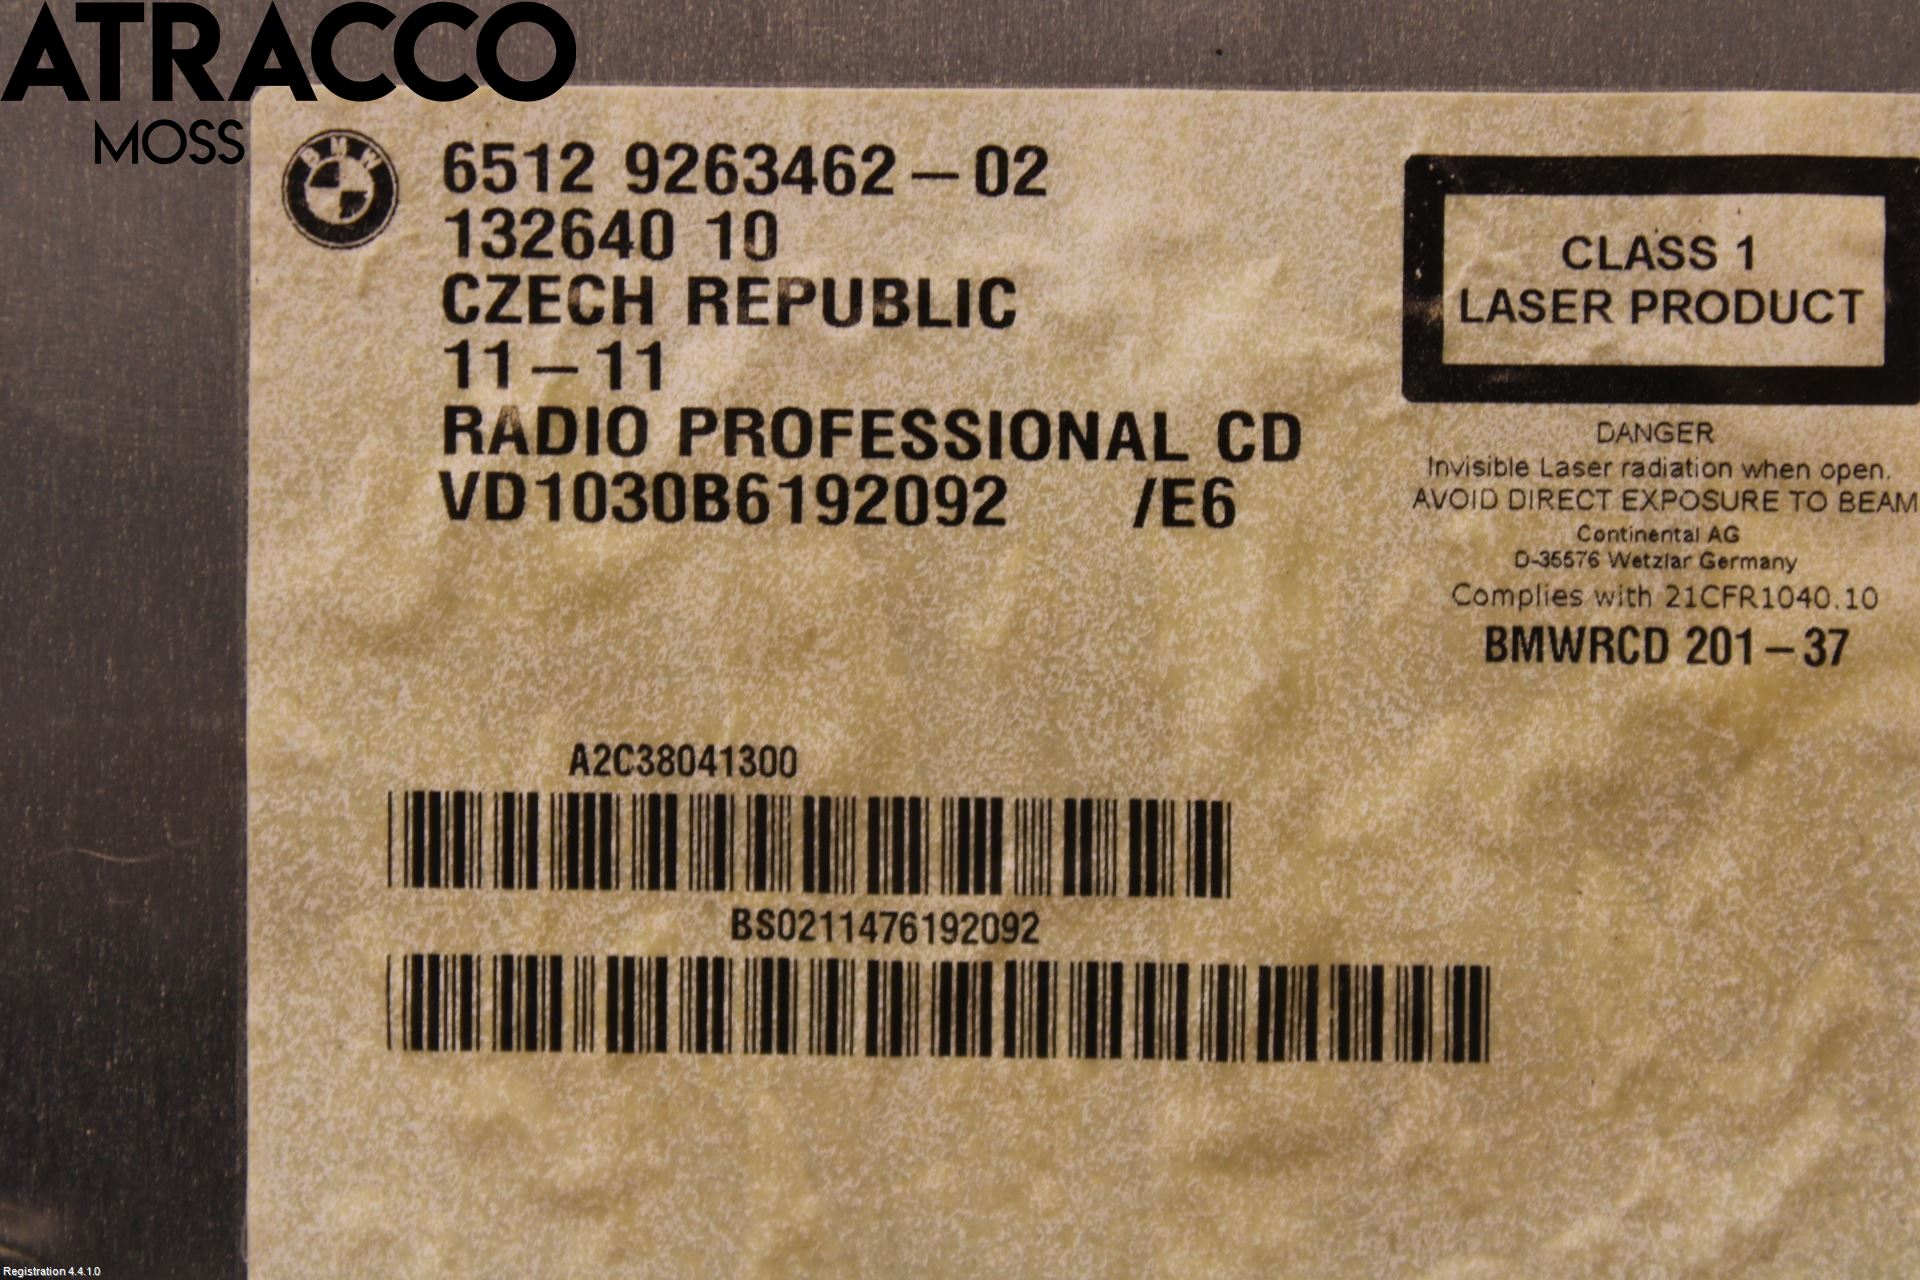 ATRACCO
MOSS
BMW
6512 9263462-02
132640 10
CZECH REPUBLIC
11-11
RADIO PROFESSIONAL CD
VD1030B6192092 /E6
CLASS 1
LASER PRODUCT
DANGER
Invisible Laser radiation when open.
AVOID DIRECT EXPOSURE TO BEAM
Continental AG
D-35576 Wetzlar Germany
Complies with 21CFR1040.10
BMWRCD 201-37
A2C38041300
BS0211476192092
Registration 4.4.1.0